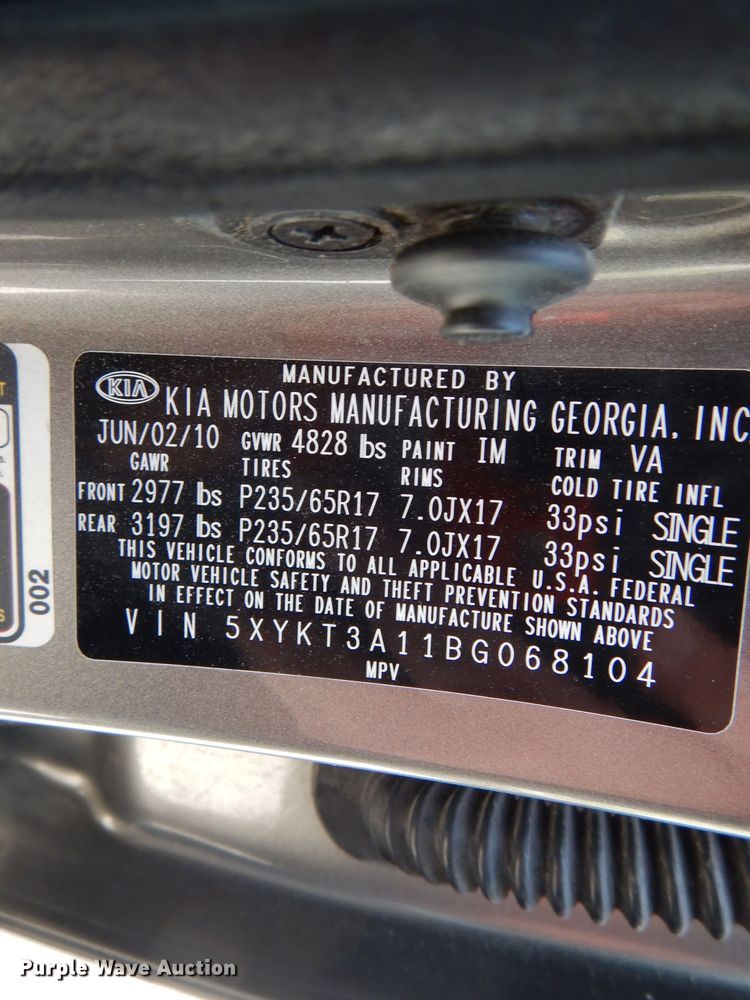 MANUFACTURED BY
KIA KIA MOTORS MANUFACTURING GEORGIA, INC
JUN/02/10 GVWR 4828 lbs PAINT IM TRIM VA
GAWR TIRES RIMS COLD TIRE INFL
FRONT 2977 lbs P235/65R17 7.0JX17 33psi SINGLE
REAR 3197 lbs P235/65R17 7.0JX17 33psi SINGLE
THIS VEHICLE CONFORMS TO ALL APPLICABLE U.S.A. FEDERAL
MOTOR VEHICLE SAFETY AND THEFT PREVENTION STANDARDS
IN EFFECT ON THE DATE OF MANUFACTURE SHOWN ABOVE
VIN 5XYKT3A11BG068104
MPV
002
Purple Wave Auction